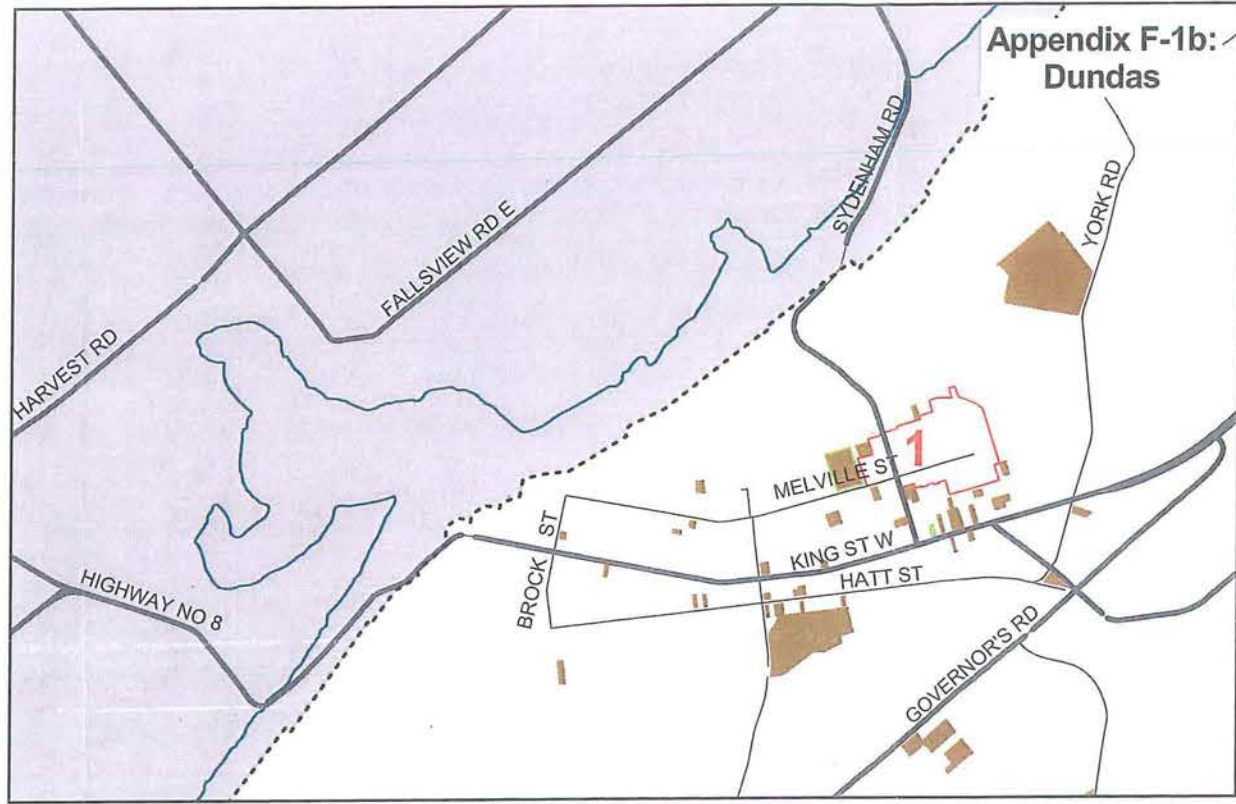 Appendix F-1b:
Dundas
SYDENHAM RD
YORK RD
FALLSVIEW RD E
HARVEST RD
1
MELVILLE ST
KING ST W
HATT ST
BROCK ST
HIGHWAY NO 8
GOVERNOR'S RD